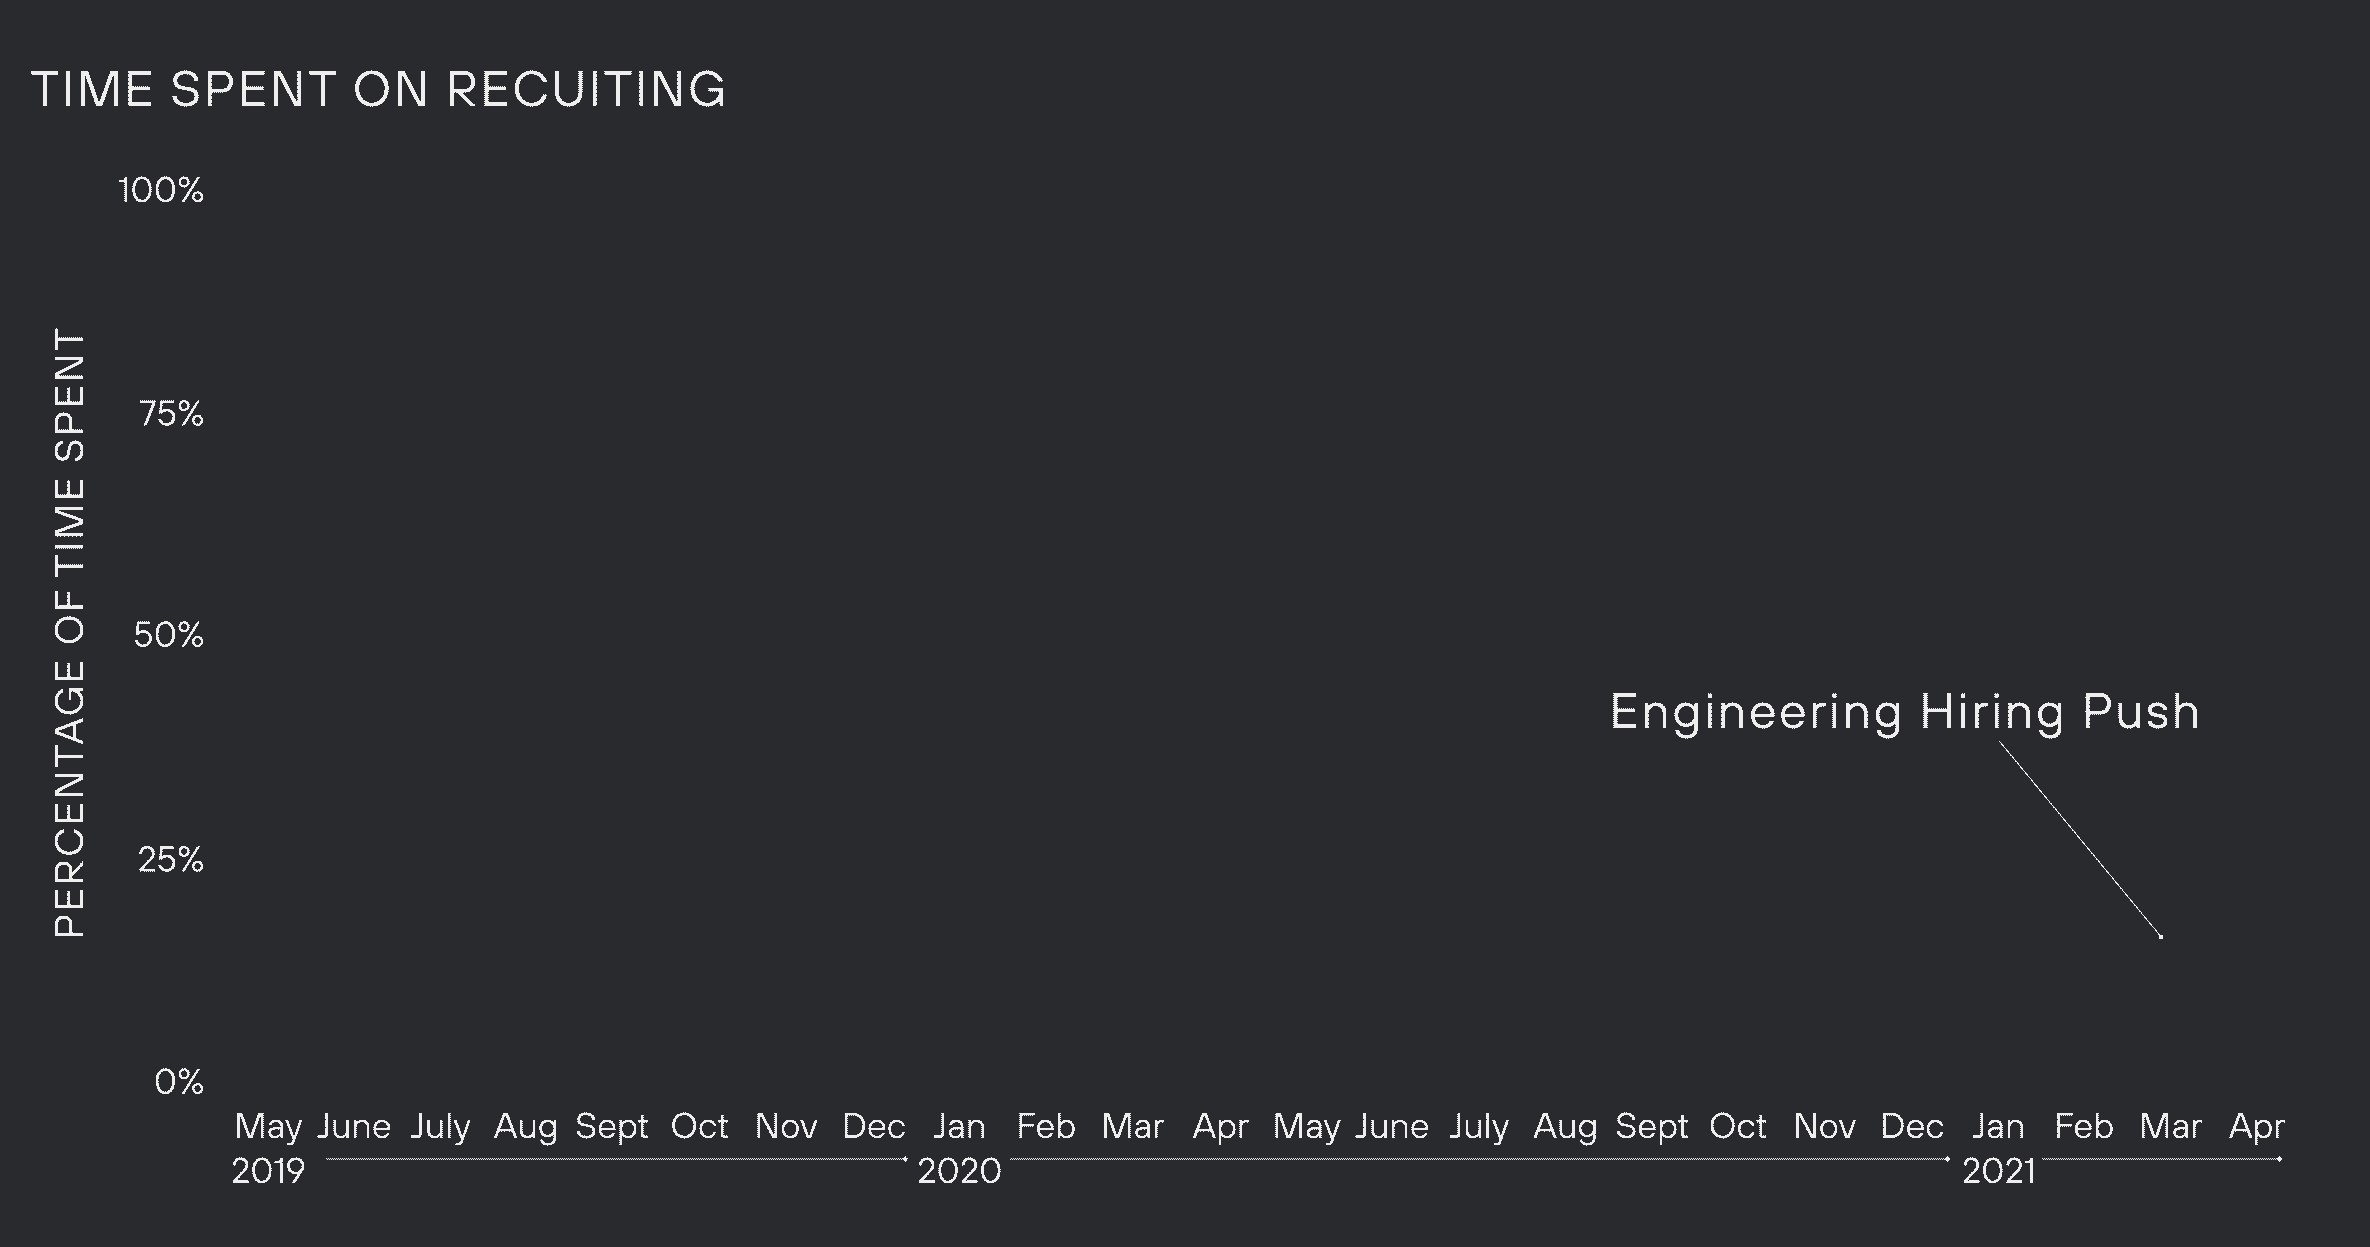 TIME SPENT ON RECUITING
100%
75%
50%
25%
0%
PERCENTAGE OF TIME SPENT
Engineering Hiring Push
May June July Aug Sept Oct Nov Dec Jan Feb Mar Apr May June July Aug Sept Oct Nov Dec Jan Feb Mar Apr
2019 2020 2021